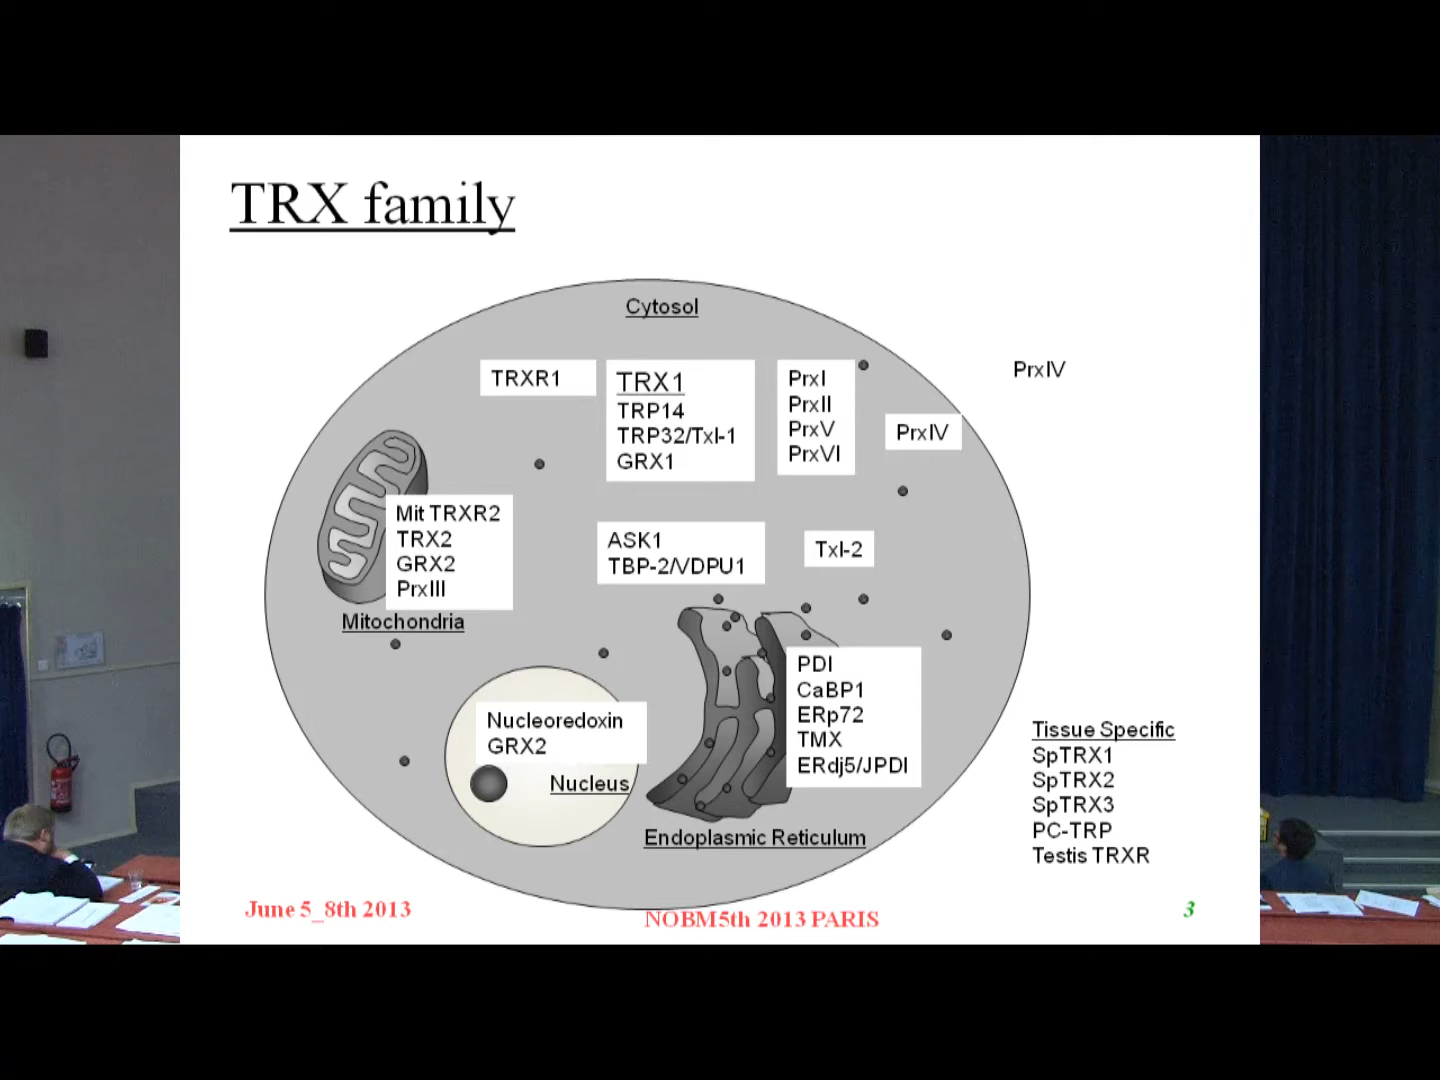 TRX family
Cytosol
TRXR1
TRX1
TRP14
TRP32/TxI-1
GRX1
PrxI
PrxII
PrxV
PrxVI
PrxIV
PrxIV
Mit TRXR2
TRX2
GRX2
PrxIII
Mitochondria
ASK1
TBP-2/VDPU1
TxI-2
Nucleoredoxin
GRX2
Nucleus
PDI
CaBP1
ERp72
TMX
ERdj5/JPDI
Endoplasmic Reticulum
Tissue Specific
SpTRX1
SpTRX2
SpTRX3
PC-TRP
Testis TRXR
June 5_8th 2013
NOBM5th 2013 PARIS
3